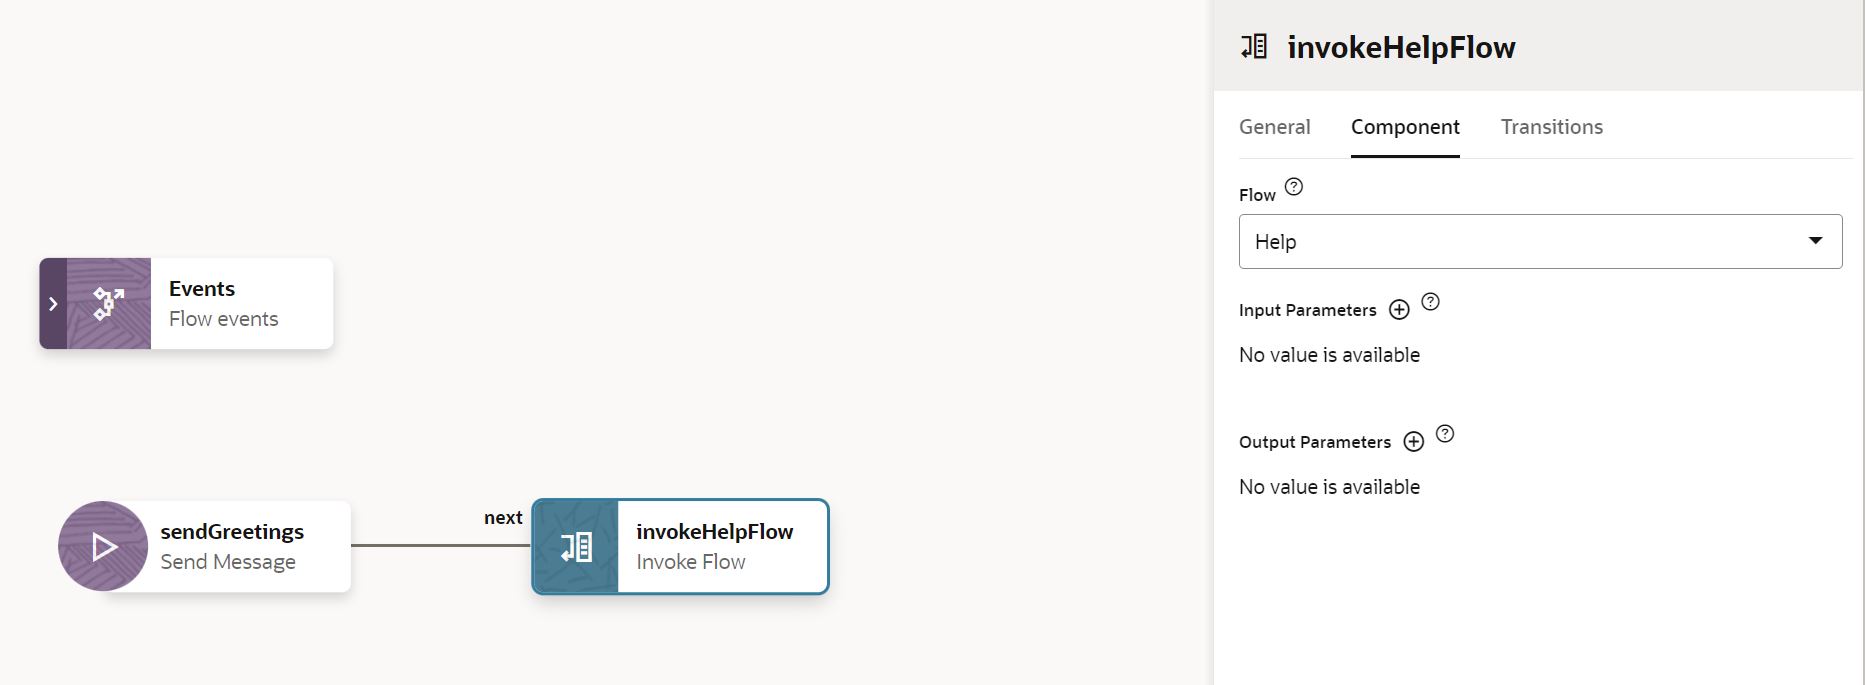 Events
Flow events
sendGreetings
Send Message
next
invokeHelpFlow
Invoke Flow
invokeHelpFlow
General Component Transitions
Flow ?
Help
Input Parameters ?
No value is available
Output Parameters ?
No value is available